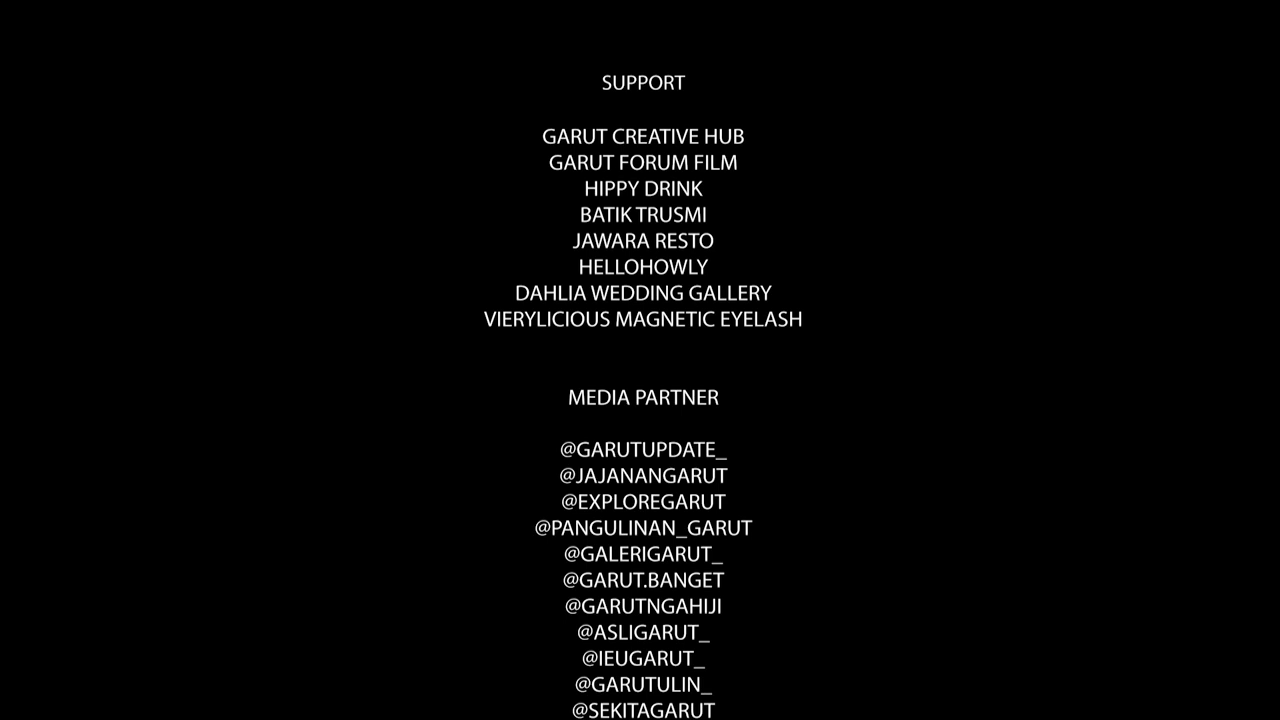 SUPPORT
GARUT CREATIVE HUB
GARUT FORUM FILM
HIPPY DRINK
BATIK TRUSMI
JAWARA RESTO
HELLOHOWLY
DAHLIA WEDDING GALLERY
VIERYLICIOUS MAGNETIC EYELASH
MEDIA PARTNER
@GARUTUPDATE_
@JAJANANGARUT
@EXPLOREGARUT
@PANGULINAN_GARUT
@GALERIGARUT_
@GARUT.BANGET
@GARUTNGAHIJI
@ASLIGARUT_
@IEUGARUT_
@GARUTULIN_
@SEKITAGARUT